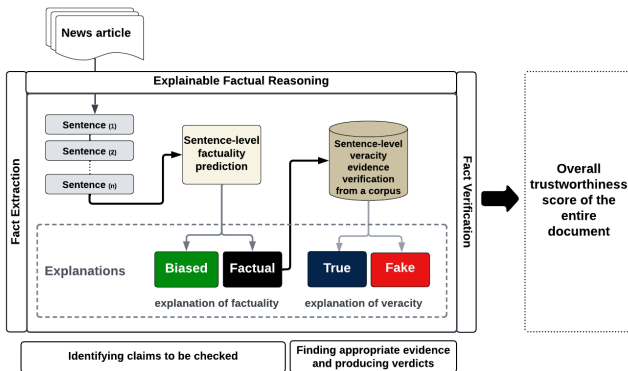 News article
Explainable Factual Reasoning
Fact Extraction
Sentence (1)
Sentence (2)
Sentence (n)
Sentence-level
factuality
prediction
Sentence-level
veracity
evidence
verification
from a corpus
Fact Verification
Overall
trustworthiness
score of the
entire
document
Explanations
Biased
Factual
True
Fake
explanation of factuality
explanation of veracity
Identifying claims to be checked
Finding appropriate evidence
and producing verdicts